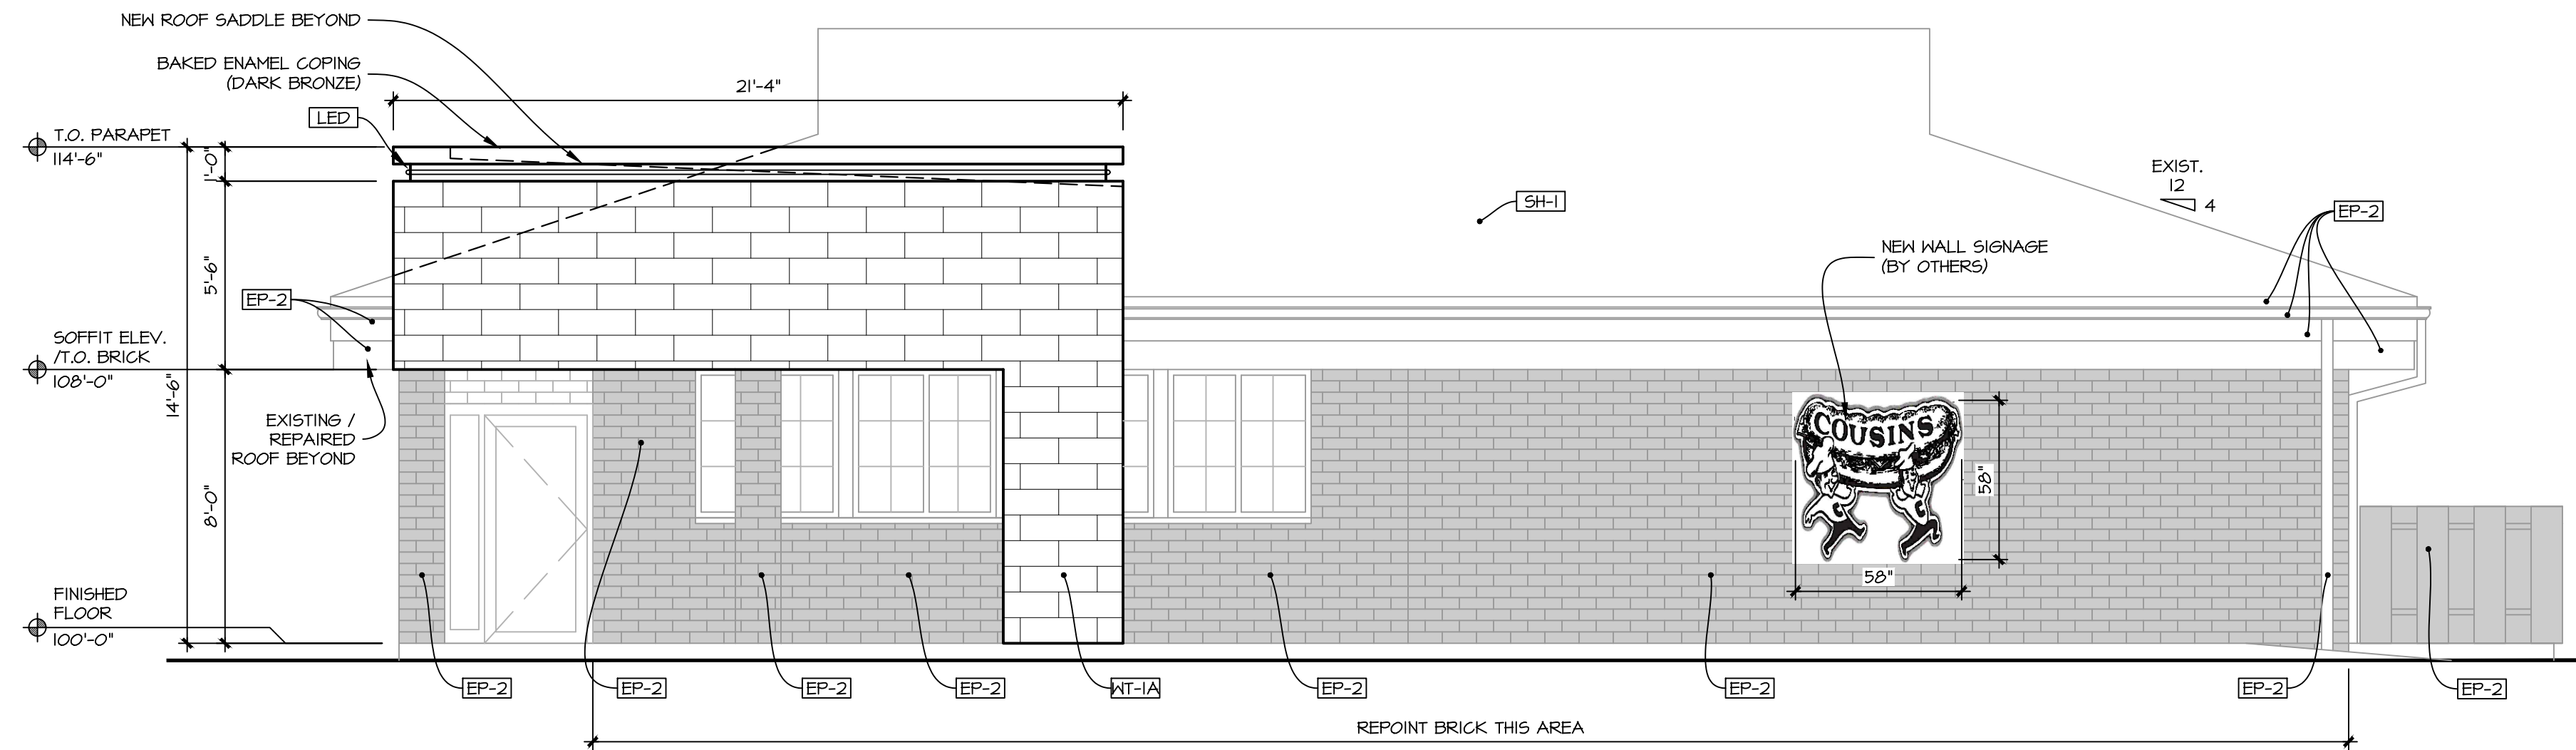 NEW ROOF SADDLE BEYOND
BAKED ENAMEL COPING
(DARK BRONZE)
LED
21'-4"
T.O. PARAPET
114'-6"
1'-0"
5'-6"
SOFFIT ELEV.
/T.O. BRICK
108'-0"
14'-6"
8'-0"
FINISHED
FLOOR
100'-0"
EP-2
EXISTING /
REPAIRED
ROOF BEYOND
SH-1
EXIST.
12
4
EP-2
NEW WALL SIGNAGE
(BY OTHERS)
COUSINS
C
C
58"
58"
EP-2
EP-2
EP-2
EP-2
WT-1A
EP-2
EP-2
EP-2
EP-2
REPOINT BRICK THIS AREA